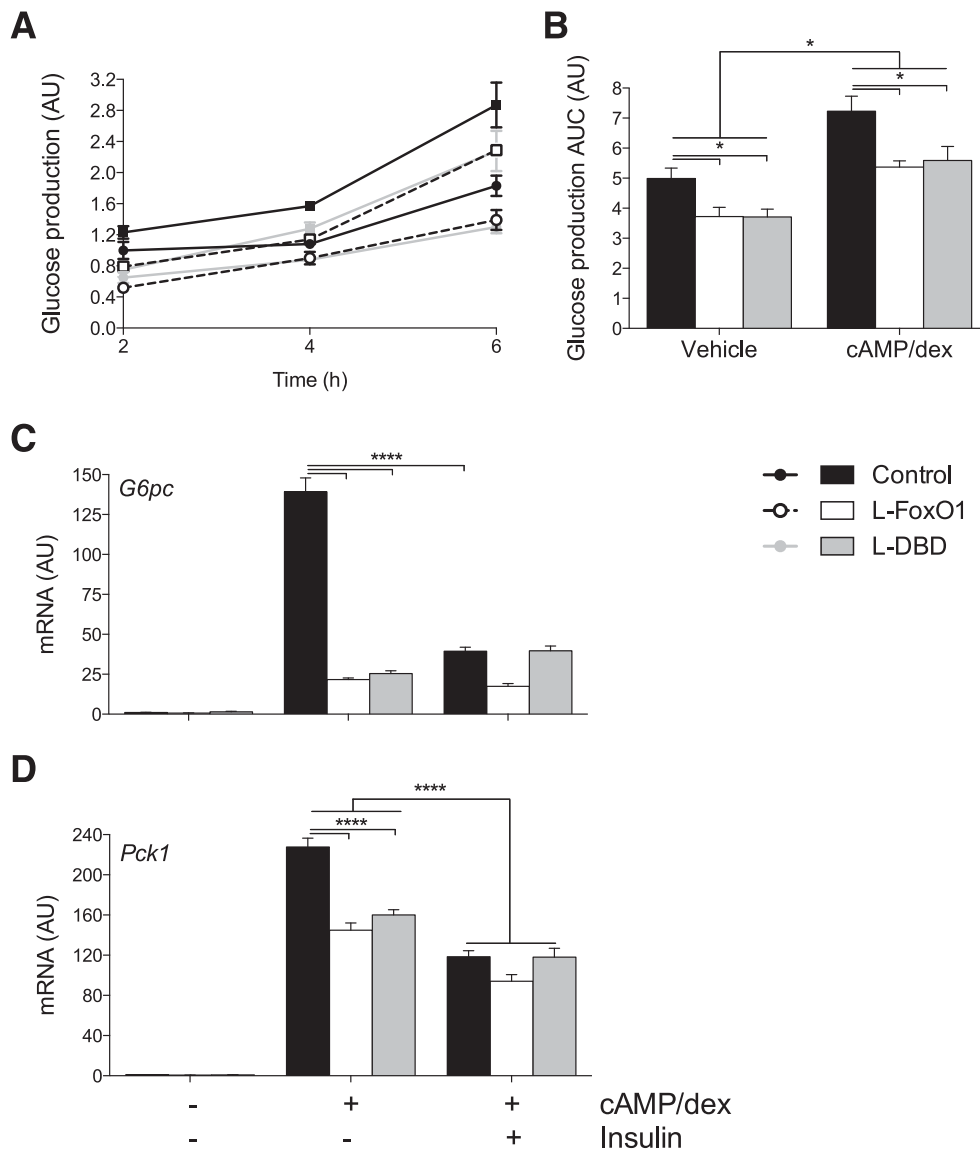 A
Glucose production (AU)
3.2
2.8
2.4
2.0
1.6
1.2
0.8
0.4
0.0
2
4
6
Time (h)
B
Glucose production AUC (AU)
8
7
6
5
4
3
2
1
0
*
*
*
Vehicle
cAMP/dex
C
G6pc
mRNA (AU)
150
125
100
75
50
25
0
****
Control
L-FoxO1
L-DBD
D
Pck1
mRNA (AU)
240
200
160
120
80
40
0
****
****
- + + cAMP/dex
- - + Insulin